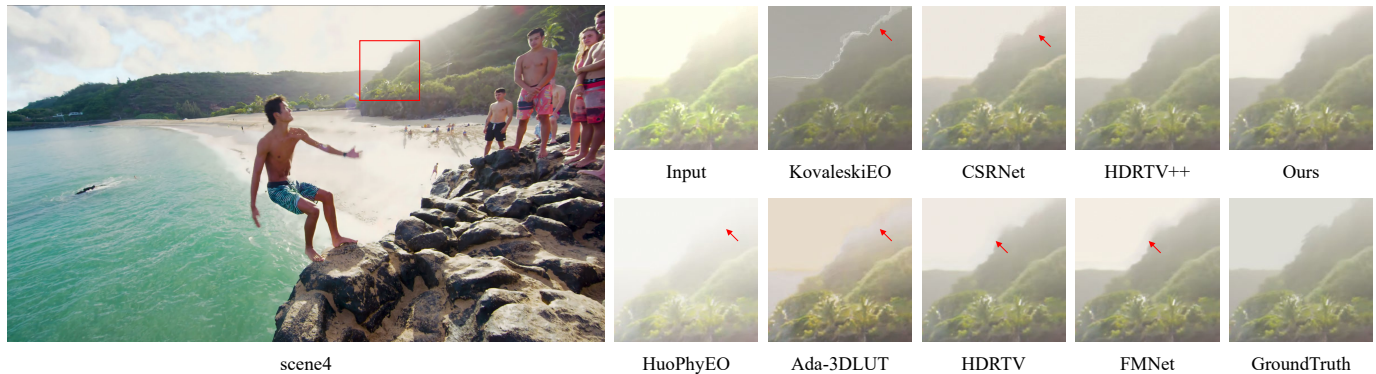 Input
KovaleskiEO
CSRNet
HDRTV++
Ours
HuoPhyEO
Ada-3DLUT
HDRTV
FMNet
GroundTruth
scene4